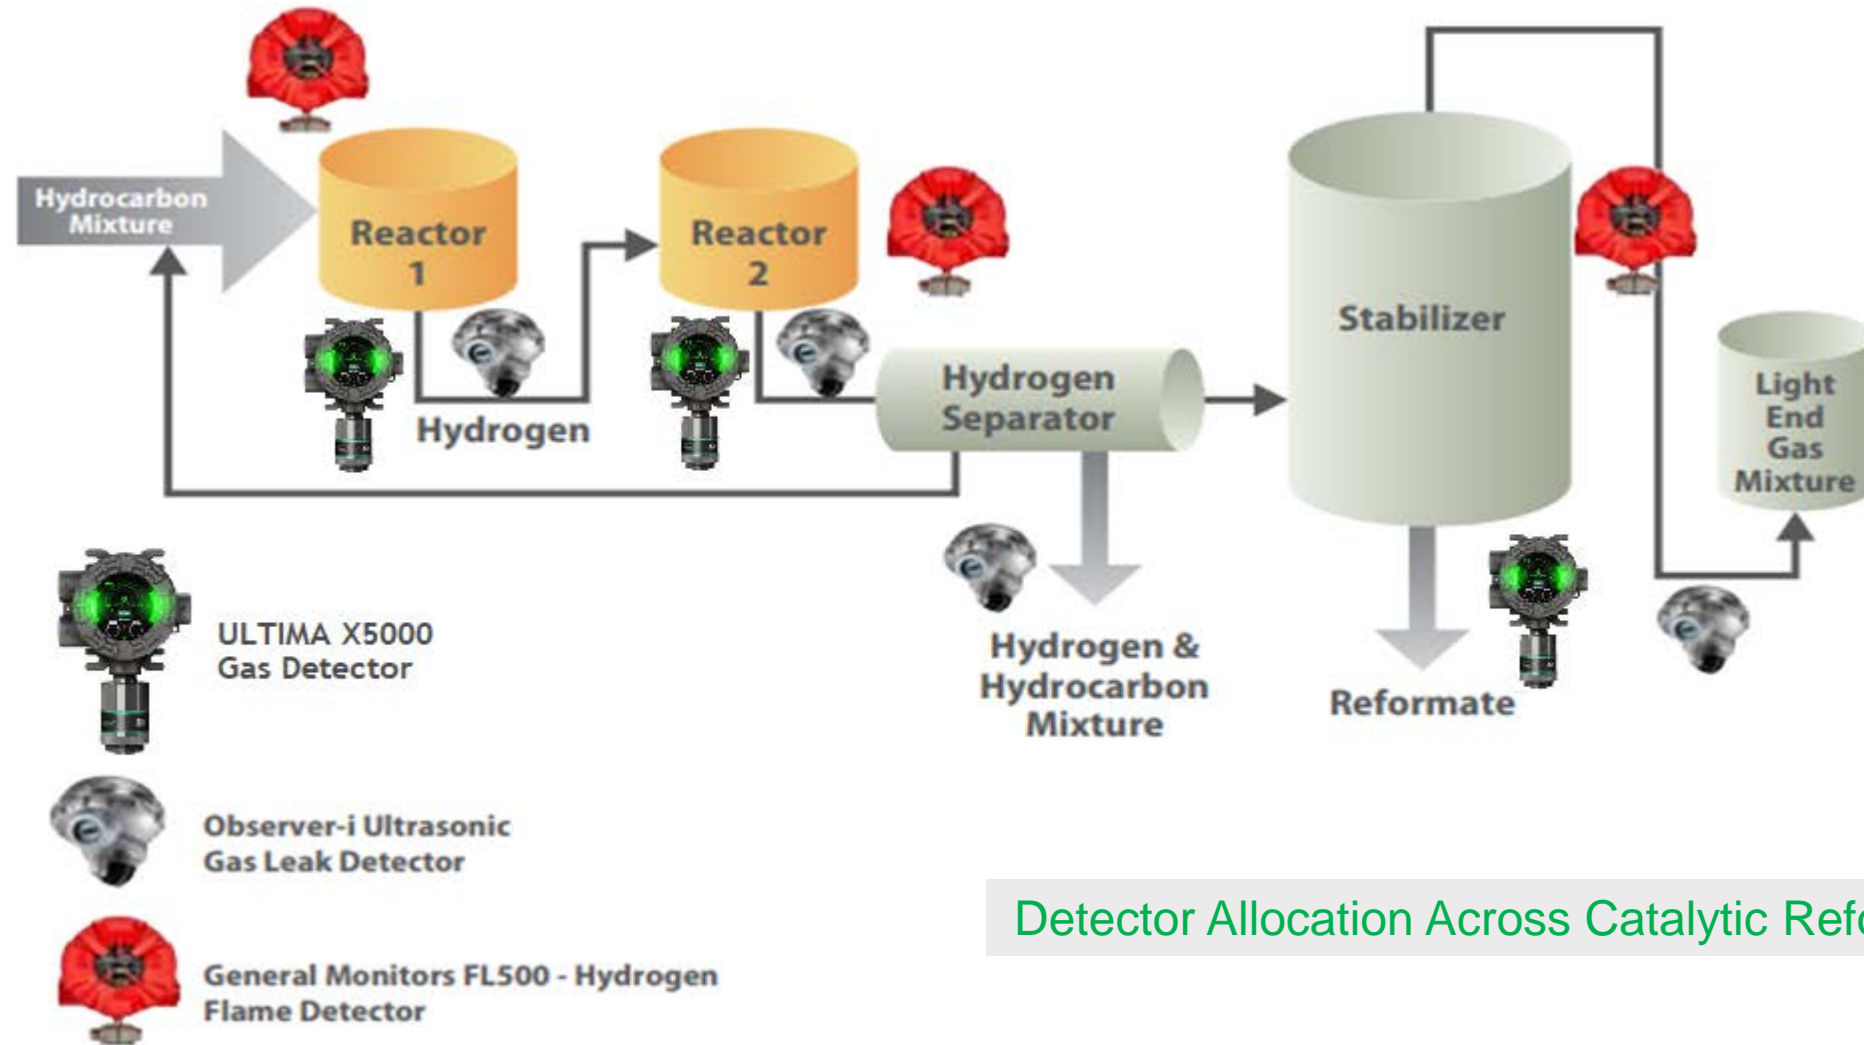 Hydrocarbon
Mixture
Reactor
1
Reactor
2
Hydrogen
Hydrogen
Separator
Stabilizer
Light
End
Gas
Mixture
Hydrogen &
Hydrocarbon
Mixture
Reformate
ULTIMA X5000
Gas Detector
Observer-i Ultrasonic
Gas Leak Detector
General Monitors FL500 - Hydrogen
Flame Detector
Detector Allocation Across Catalytic